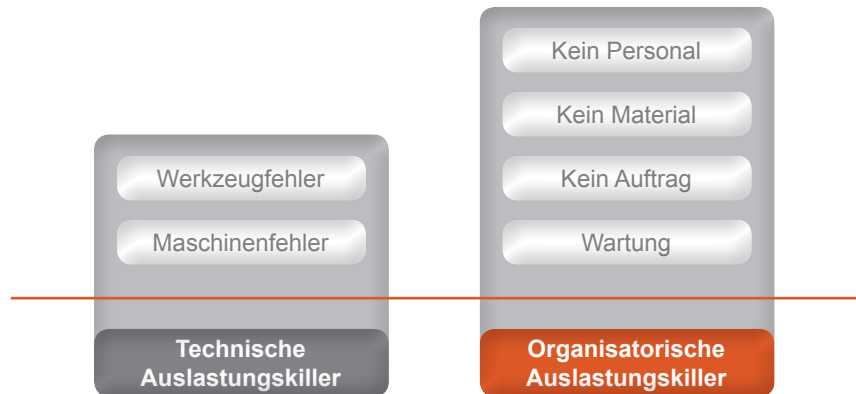 Werkzeugfehler
Maschinenfehler
Technische
Auslastungskiller
Kein Personal
Kein Material
Kein Auftrag
Wartung
Organisatorische
Auslastungskiller